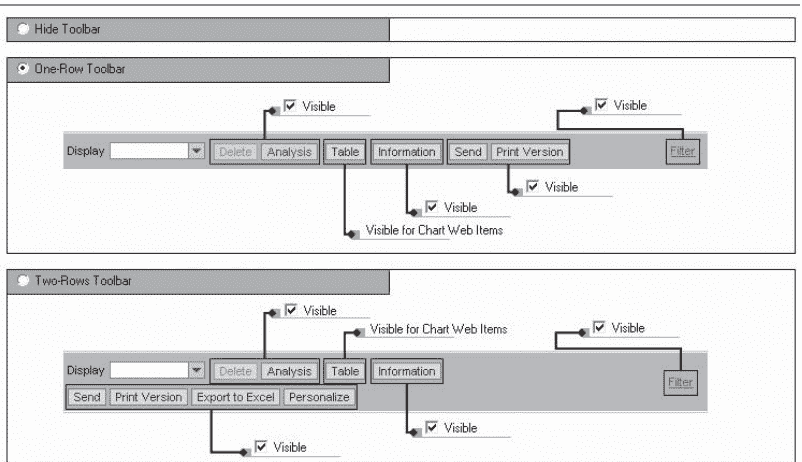 Hide Toolbar
One-Row Toolbar
Visible
Visible
Display Delete Analysis Table Information Send Print Version Filter
Visible
Visible
Visible for Chart Web Items
Two-Rows Toolbar
Visible
Visible for Chart Web Items
Visible
Display Delete Analysis Table Information
Filter
Send Print Version Export to Excel Personalize
Visible
Visible